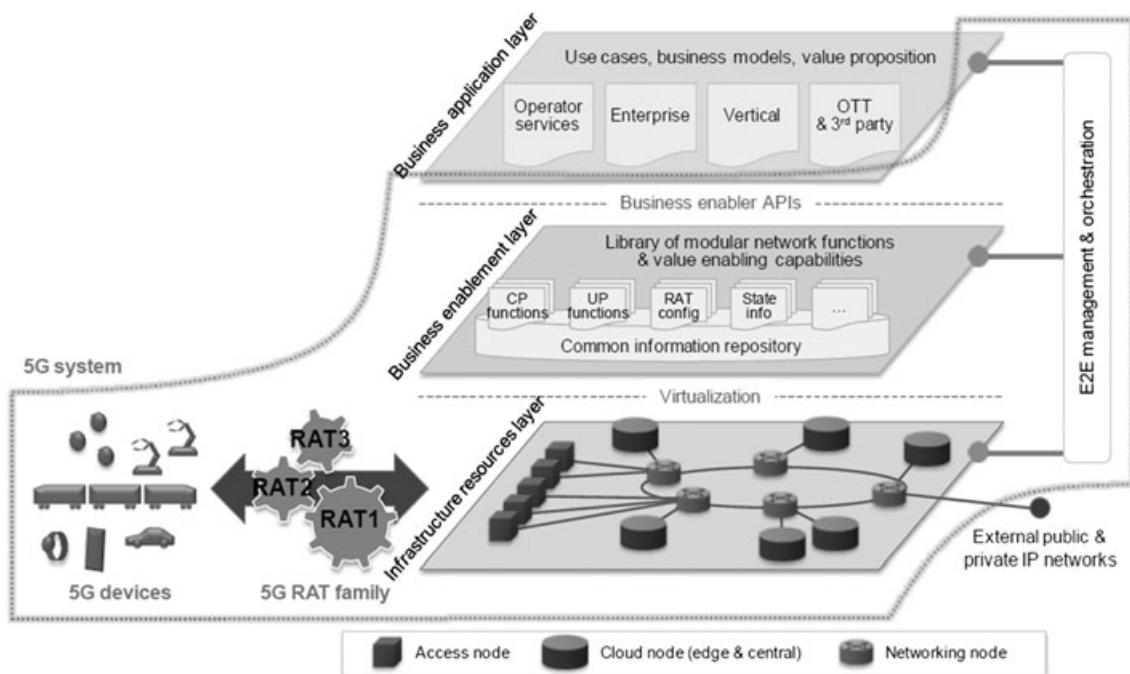 Business application layer
Use cases, business models, value proposition
Operator
services
Enterprise
Vertical
OTT
& 3rd party
Business enabler APIs
Business enablement layer
Library of modular network functions
& value enabling capabilities
CP
functions
UP
functions
RAT
config
State
info
...
Common information repository
E2E management & orchestration
Virtualization
5G system
RAT3
RAT2
RAT1
5G devices
5G RAT family
Infrastructure resources layer
External public &
private IP networks
Access node
Cloud node (edge & central)
Networking node